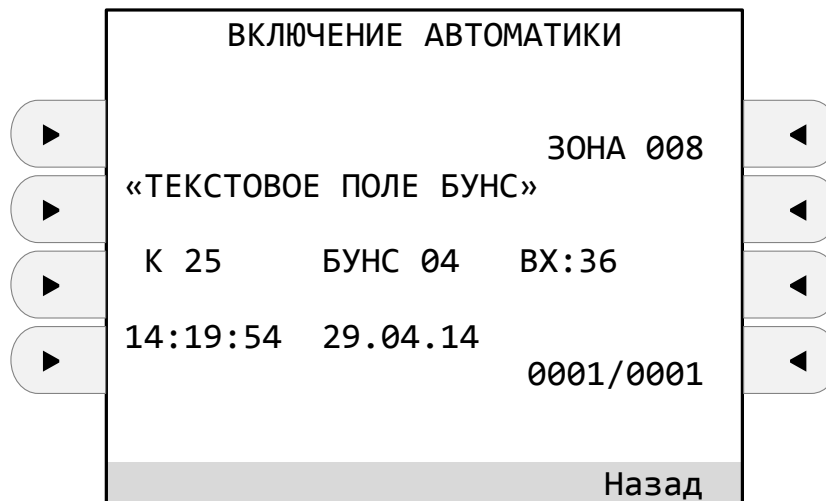 ВКЛЮЧЕНИЕ АВТОМАТИКИ
ЗОНА 008
«ТЕКСТОВОЕ ПОЛЕ БУНС»
К 25 БУНС 04 ВХ:36
14:19:54 29.04.14
0001/0001
Назад